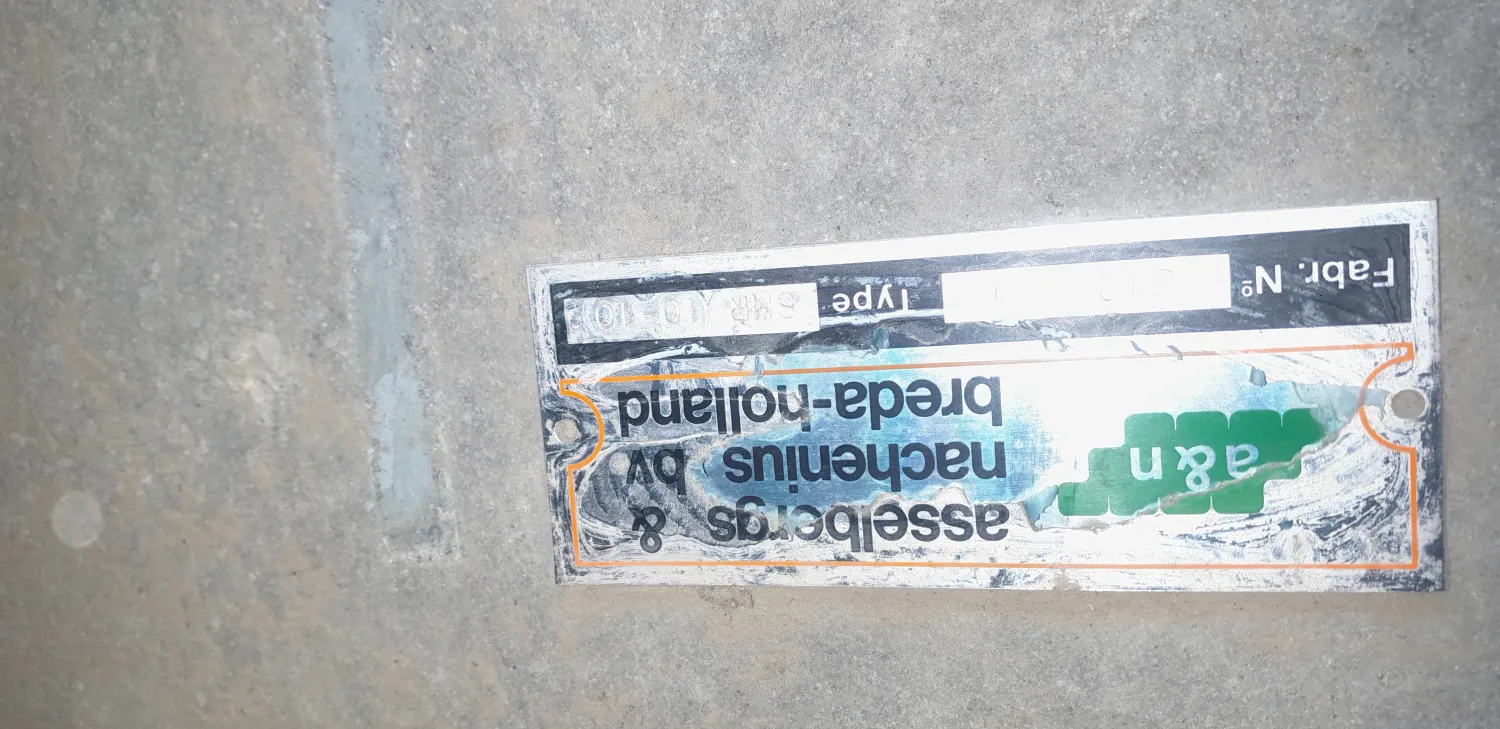 a&n
asselbergs &
nachenius bv
breda-holland
Fabr. Nº
Type